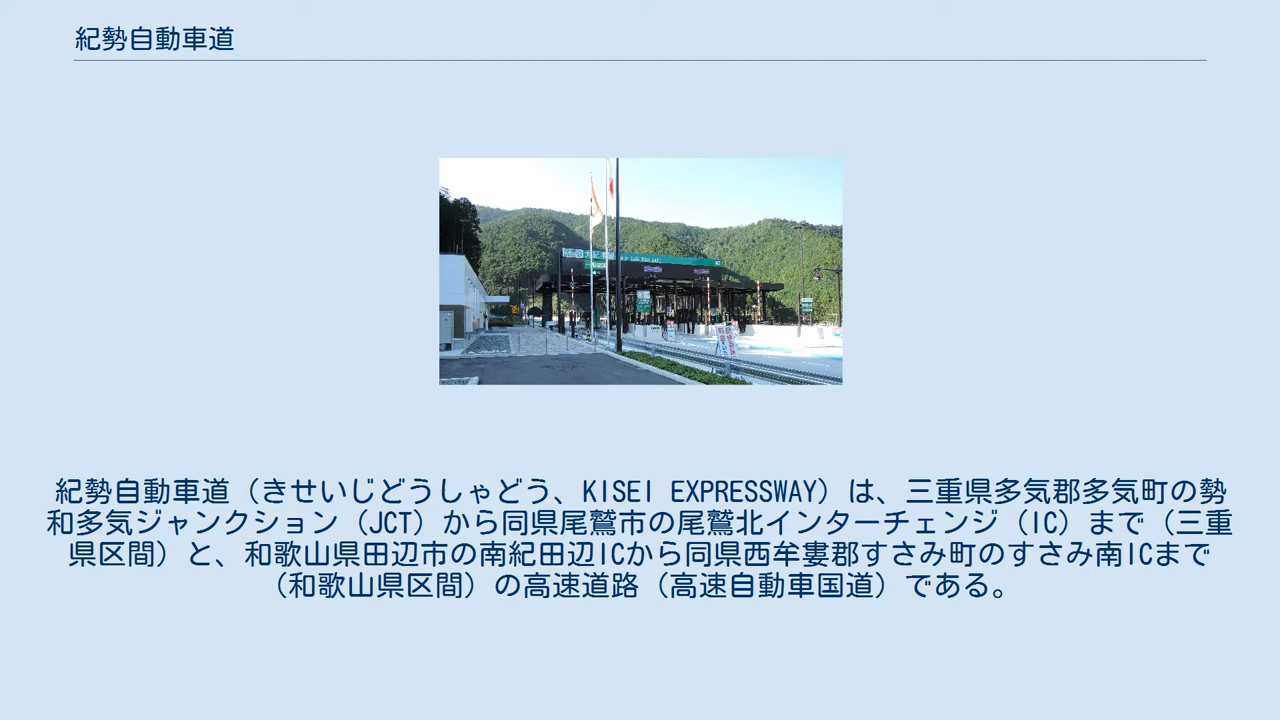 紀勢自動車道
紀勢自動車道（きせいじどうしゃどう、KISEI EXPRESSWAY）は、三重県多気郡多気町の勢
和多気ジャンクション（JCT）から同県尾鷲市の尾鷲北インターチェンジ（IC）まで（三重
県区間）と、和歌山県田辺市の南紀田辺ICから同県西牟婁郡すさみ町のすさみ南ICまで
（和歌山県区間）の高速道路（高速自動車国道）である。